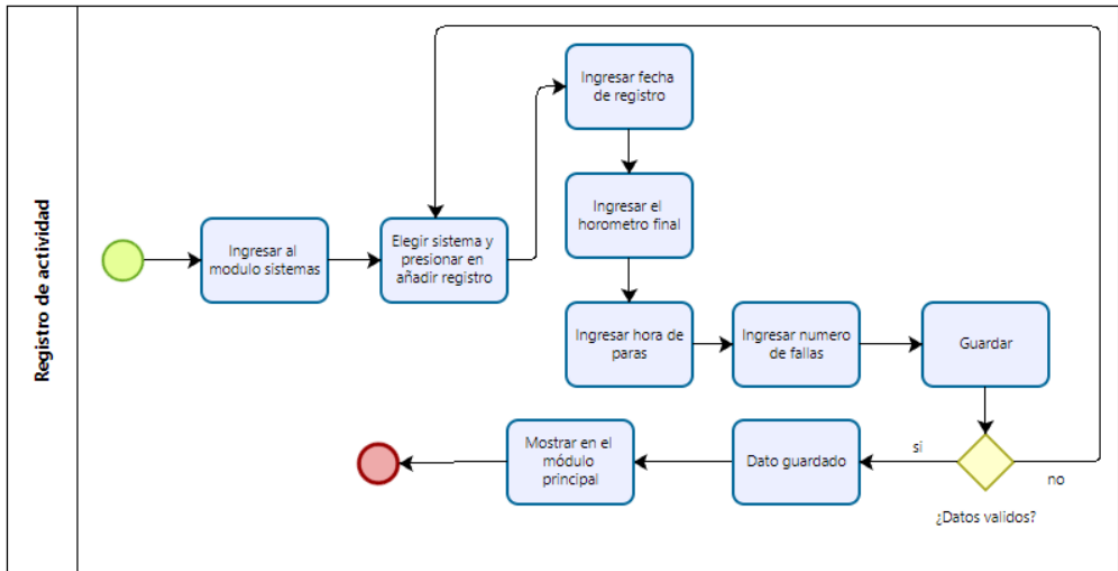 Registro de actividad
Ingresar al
modulo sistemas
Elegir sistema y
presionar en
añadir registro
Ingresar fecha
de registro
Ingresar el
horometro final
Ingresar hora de
paras
Ingresar numero
de fallas
Guardar
¿Datos validos?
si
no
Dato guardado
Mostrar en el
módulo
principal